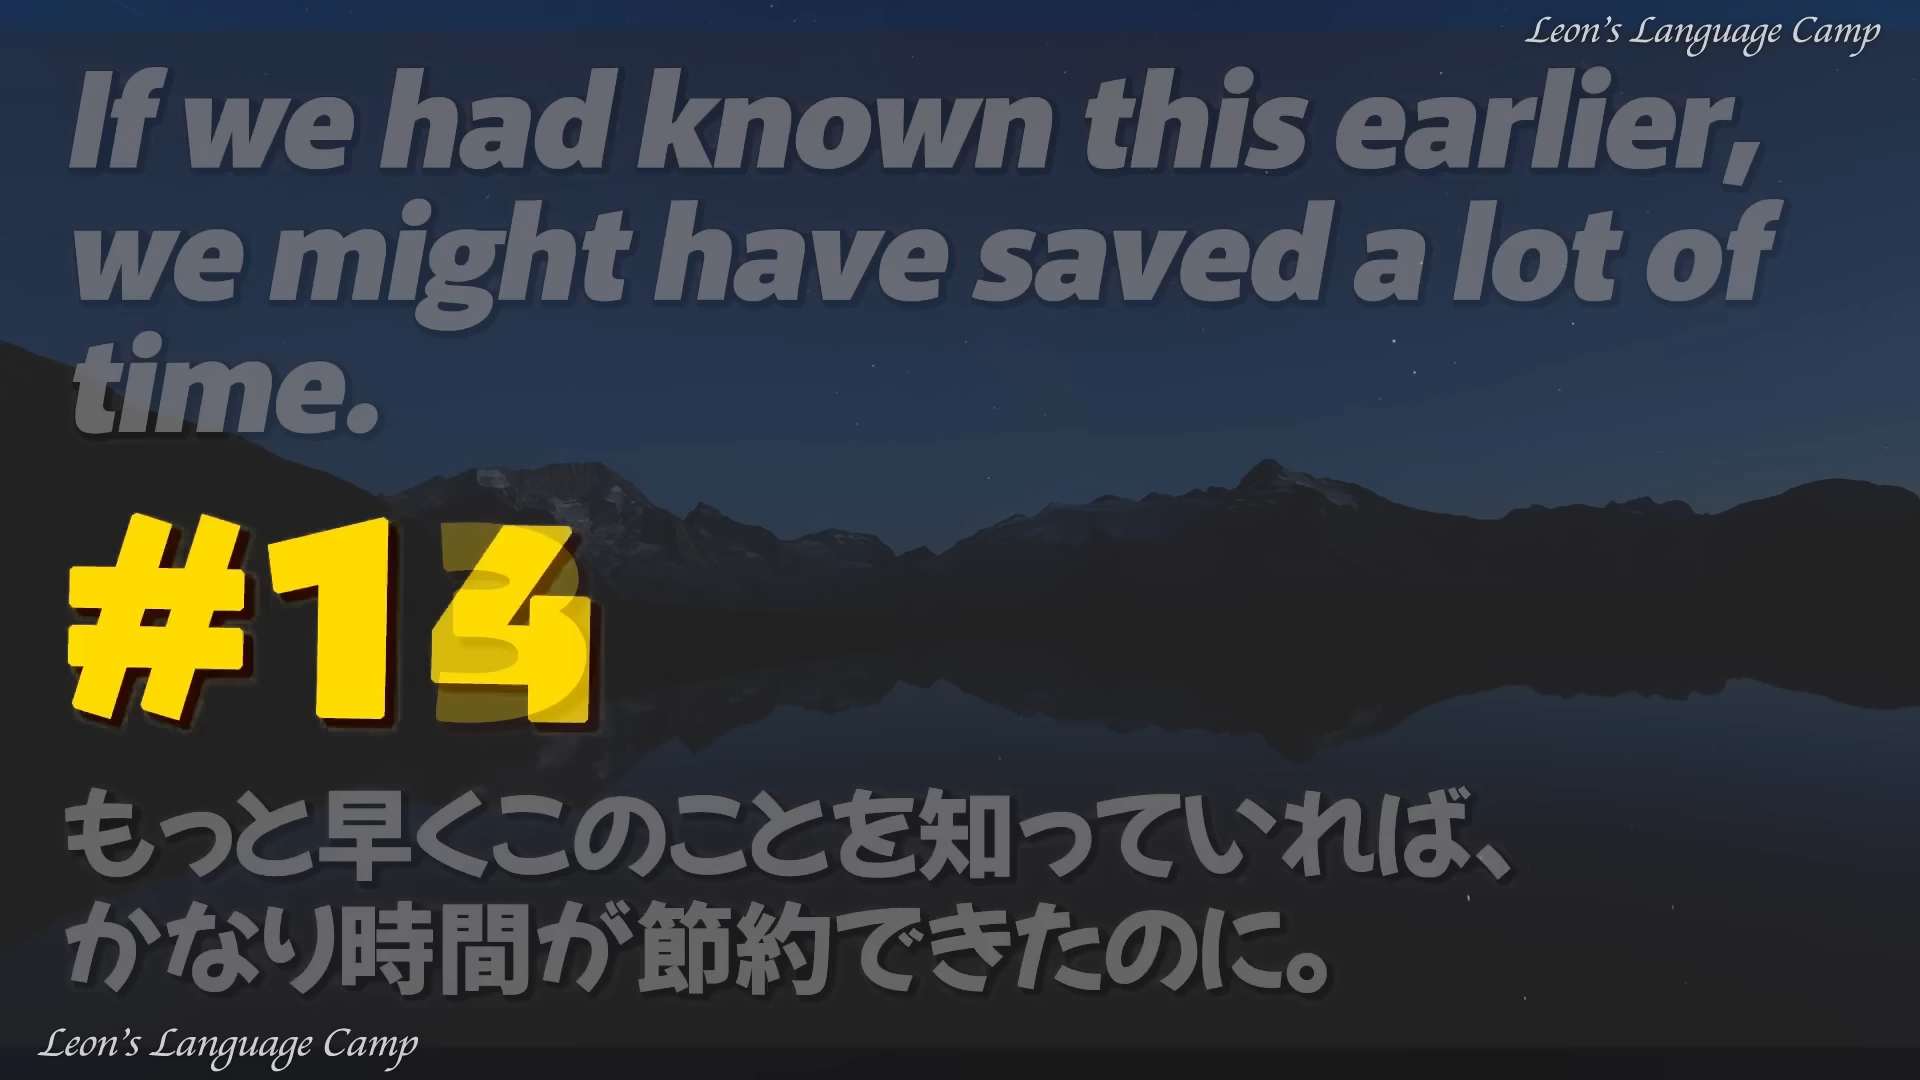 Leon's Language Camp
If we had known this earlier,
we might have saved a lot of
time.
#14
もっと早くこのことを知っていれば、
かなり時間が節約できたのに。
Leon's Language Camp